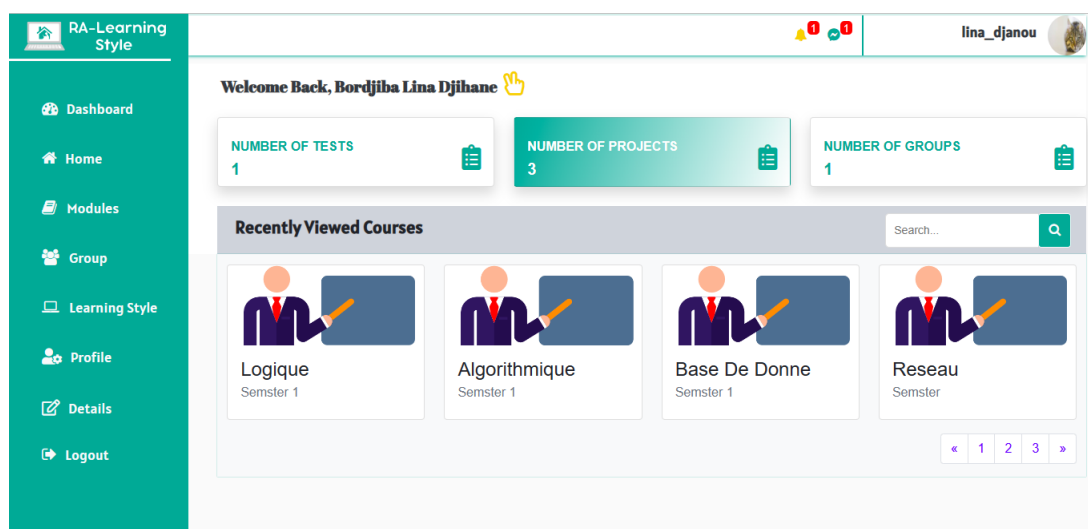 RA-Learning
Style
1 1
lina_djanou
Welcome Back, Bordjiba Lina Djihane
Dashboard
Home
Modules
Group
Learning Style
Profile
Details
Logout
NUMBER OF TESTS
1
NUMBER OF PROJECTS
3
NUMBER OF GROUPS
1
Recently Viewed Courses
Search...
Logique
Semster 1
Algorithmique
Semster 1
Base De Donne
Semster 1
Reseau
Semster
« 1 2 3 »